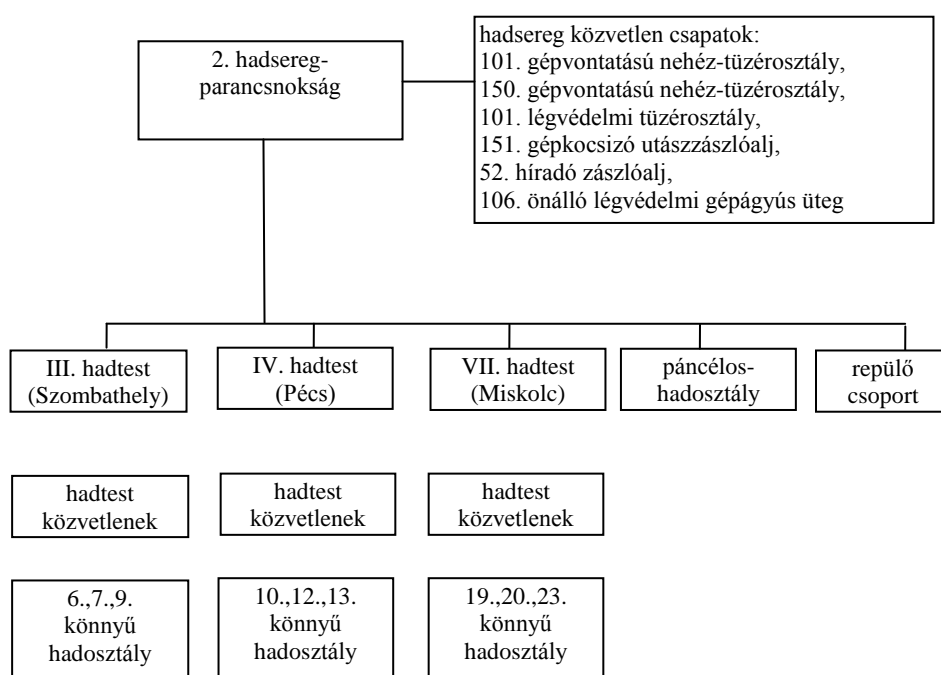 2. hadsereg-
parancsnokság
hadsereg közvetlen csapatok:
101. gépvontatású nehéz-tüzérosztály,
150. gépvontatású nehéz-tüzérosztály,
101. légvédelmi tüzérosztály,
151. gépkocsizó utászzászlóalj,
52. híradó zászlóalj,
106. önálló légvédelmi gépágyús üteg
III. hadtest
(Szombathely)
IV. hadtest
(Pécs)
VII. hadtest
(Miskolc)
páncélos-
hadosztály
repülő
csoport
hadtest
közvetlenek
hadtest
közvetlenek
hadtest
közvetlenek
6.,7.,9.
könnyű
hadosztály
10.,12.,13.
könnyű
hadosztály
19.,20.,23.
könnyű
hadosztály